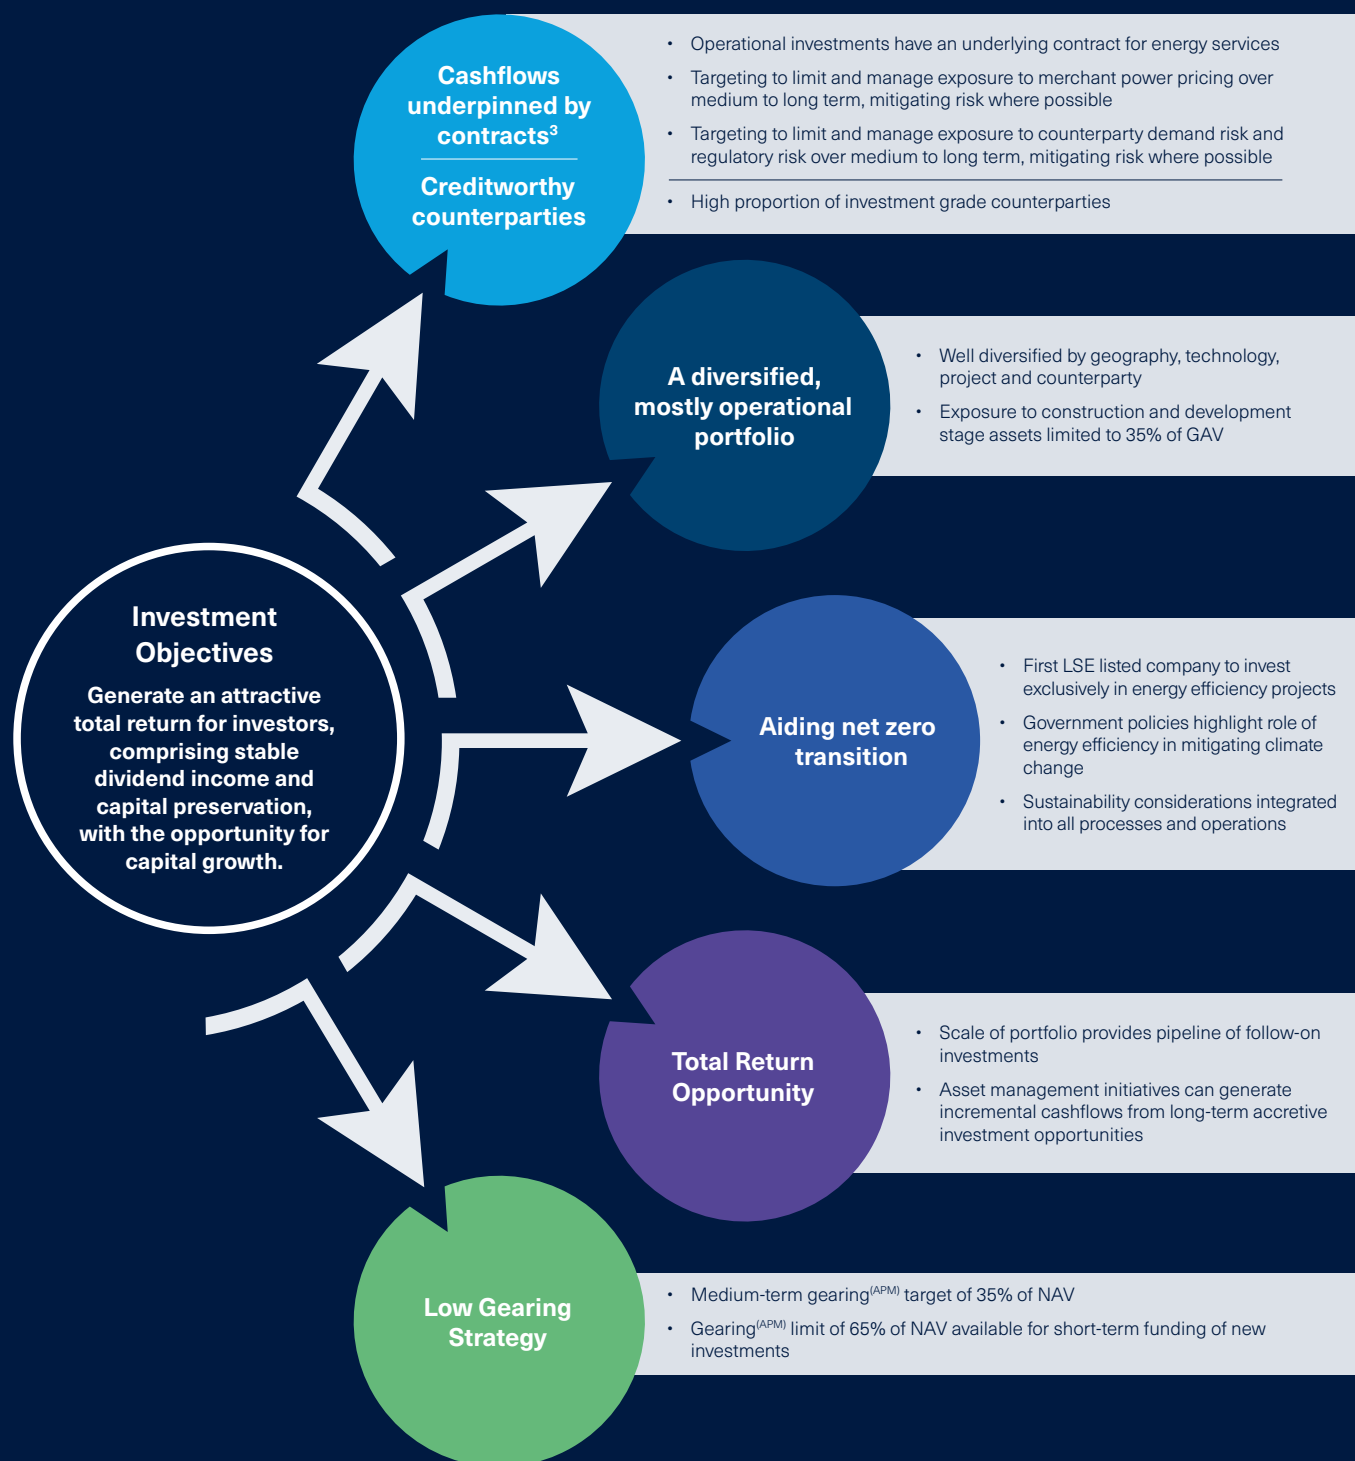 Cashflows
underpinned by
contracts³
Creditworthy
counterparties
• Operational investments have an underlying contract for energy services
• Targeting to limit and manage exposure to merchant power pricing over
medium to long term, mitigating risk where possible
• Targeting to limit and manage exposure to counterparty demand risk and
regulatory risk over medium to long term, mitigating risk where possible
• High proportion of investment grade counterparties
A diversified,
mostly operational
portfolio
• Well diversified by geography, technology,
project and counterparty
• Exposure to construction and development
stage assets limited to 35% of GAV
Investment
Objectives
Generate an attractive
total return for investors,
comprising stable
dividend income and
capital preservation,
with the opportunity for
capital growth.
Aiding net zero
transition
• First LSE listed company to invest
exclusively in energy efficiency projects
• Government policies highlight role of
energy efficiency in mitigating climate
change
• Sustainability considerations integrated
into all processes and operations
Total Return
Opportunity
• Scale of portfolio provides pipeline of follow-on
investments
• Asset management initiatives can generate
incremental cashflows from long-term accretive
investment opportunities
Low Gearing
Strategy
• Medium-term gearing(APM) target of 35% of NAV
• Gearing(APM) limit of 65% of NAV available for short-term funding of new
investments